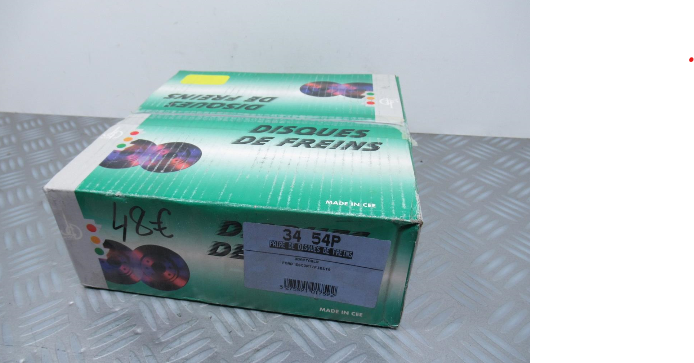 DISQUES
DE FREINS
DISQUES
DE FREINS
MADE IN CEE
48€
34 54P
PAIRE DE DISQUES DE FREINS
MADE IN CEE